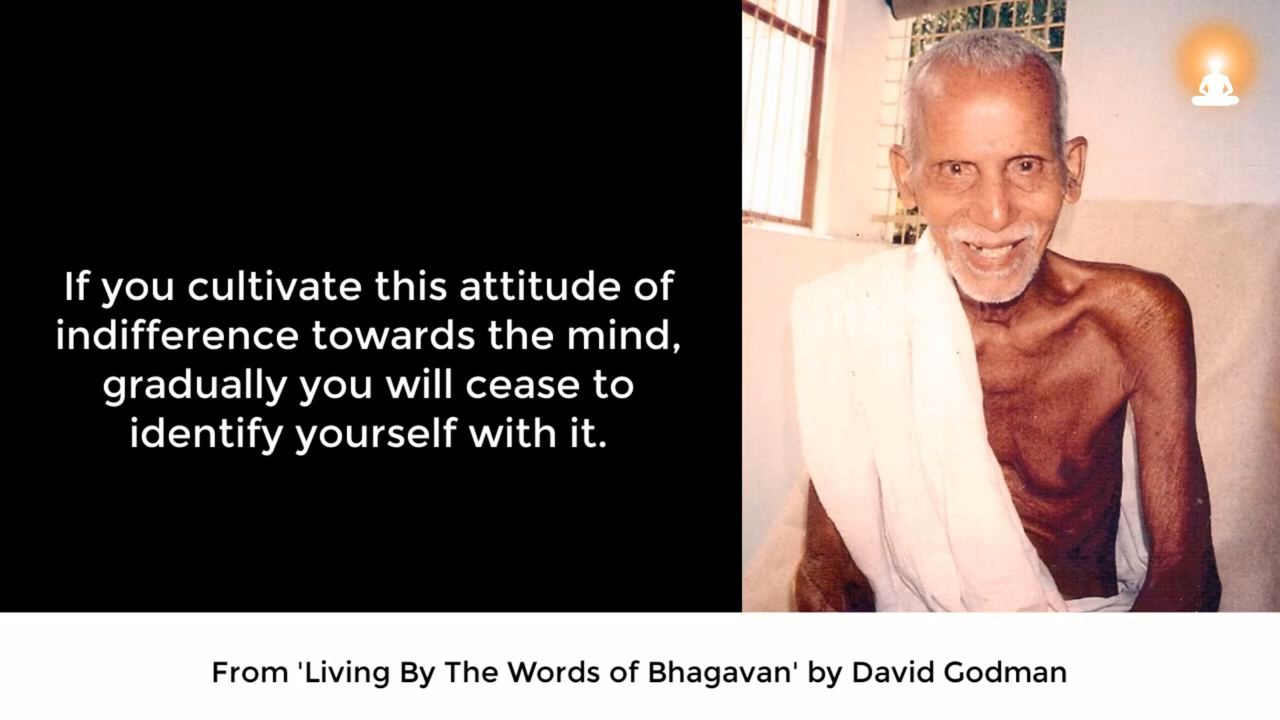 If you cultivate this attitude of
indifference towards the mind,
gradually you will cease to
identify yourself with it.
From 'Living By The Words of Bhagavan' by David Godman